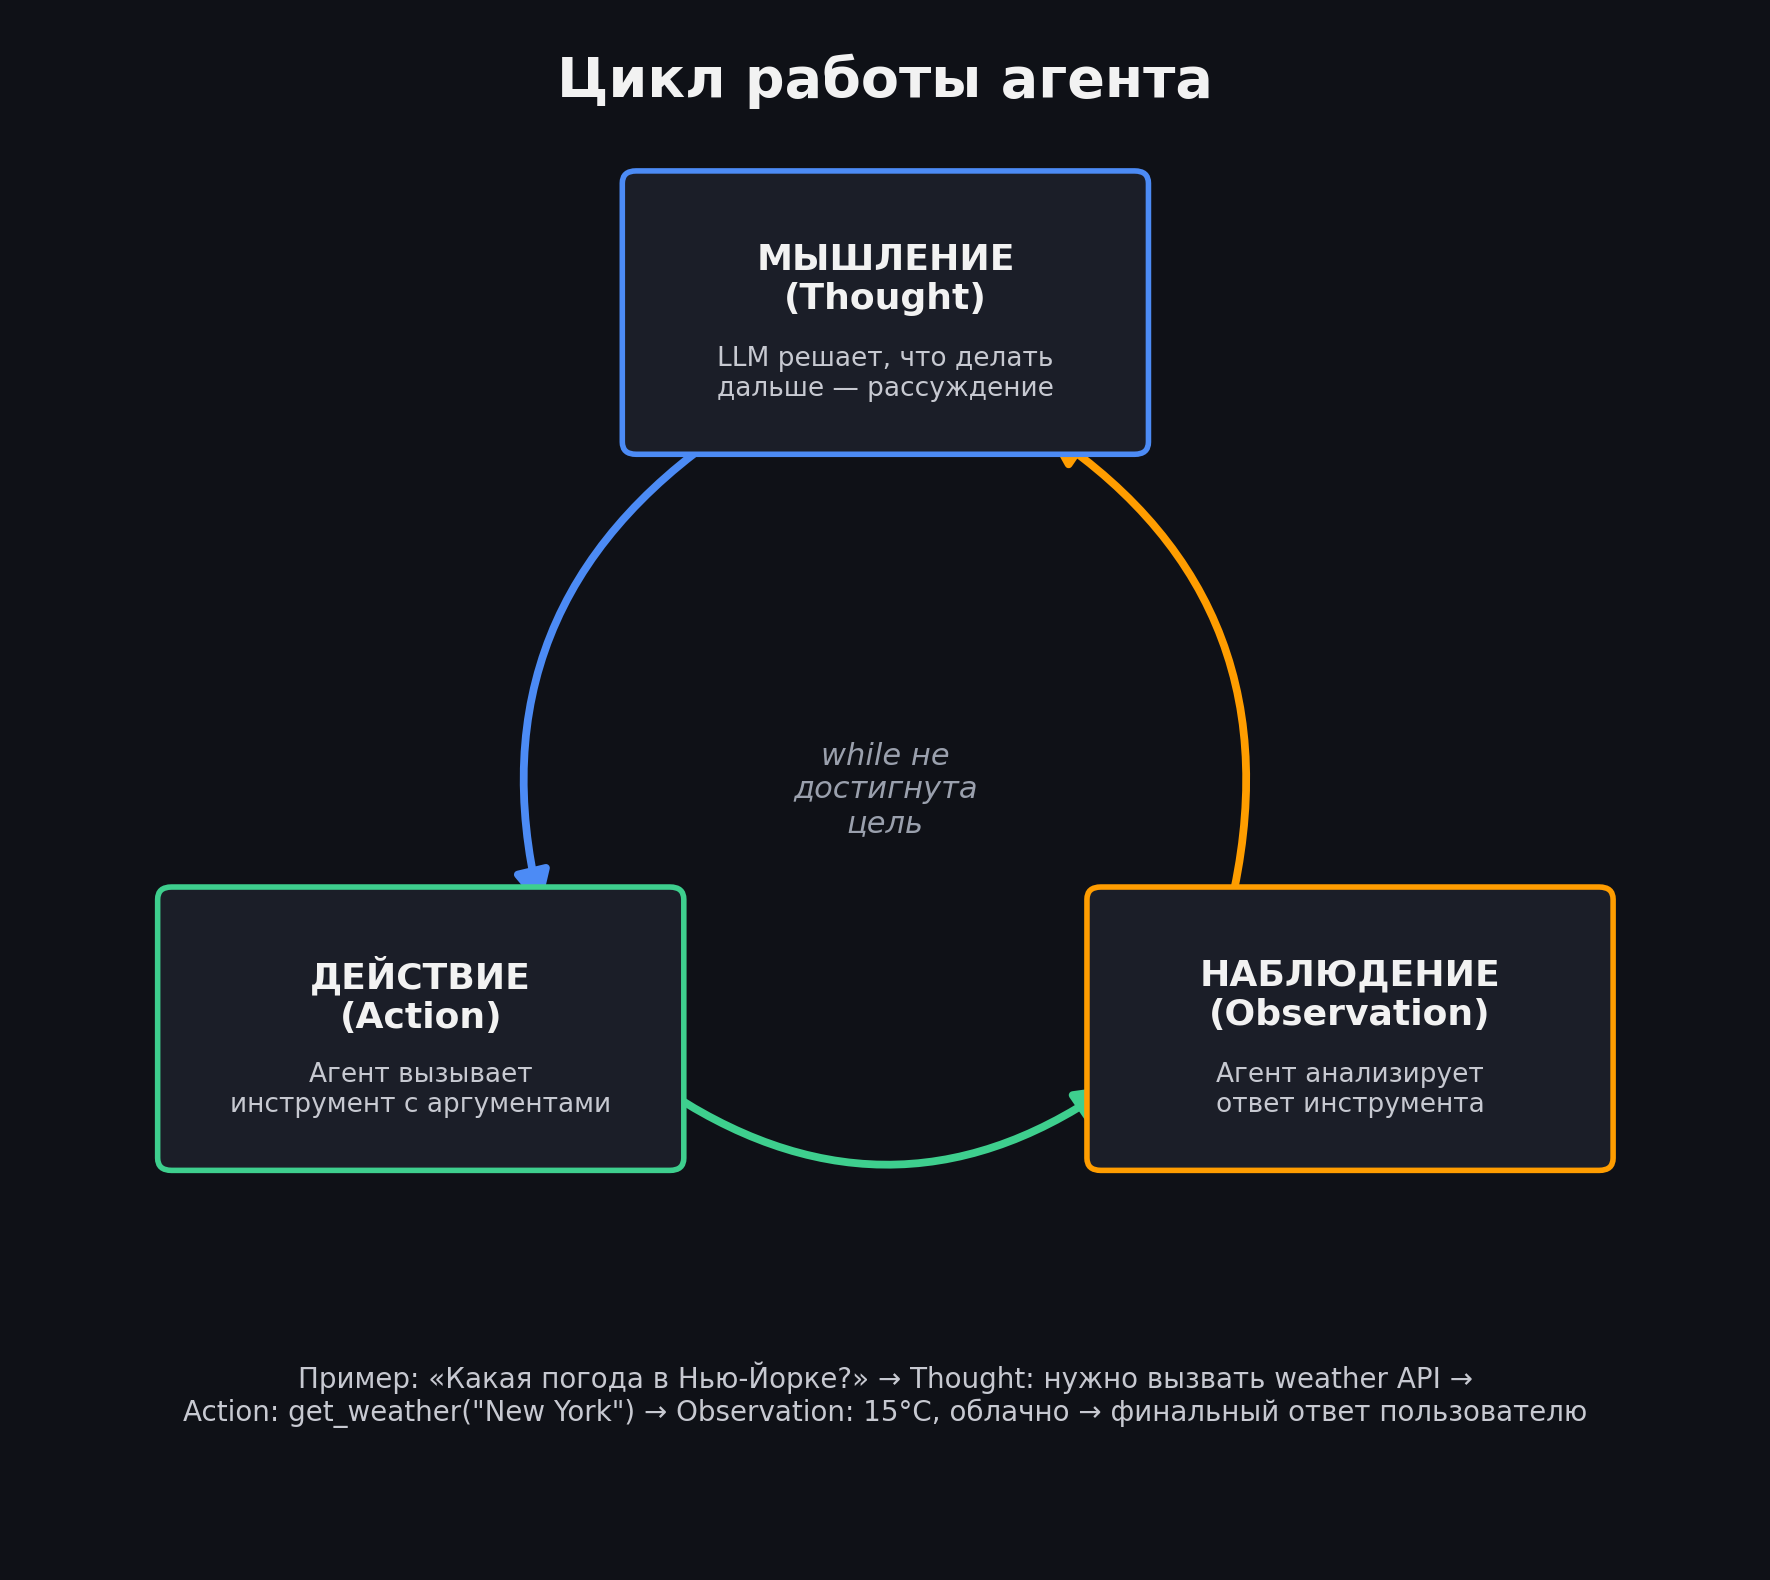 Цикл работы агента
МЫШЛЕНИЕ
(Thought)
LLM решает, что делать
дальше — рассуждение
while не
достигнута
цель
ДЕЙСТВИЕ
(Action)
Агент вызывает
инструмент с аргументами
НАБЛЮДЕНИЕ
(Observation)
Агент анализирует
ответ инструмента
Пример: «Какая погода в Нью-Йорке?» → Thought: нужно вызвать weather API →
Action: get_weather("New York") → Observation: 15°C, облачно → финальный ответ пользователю